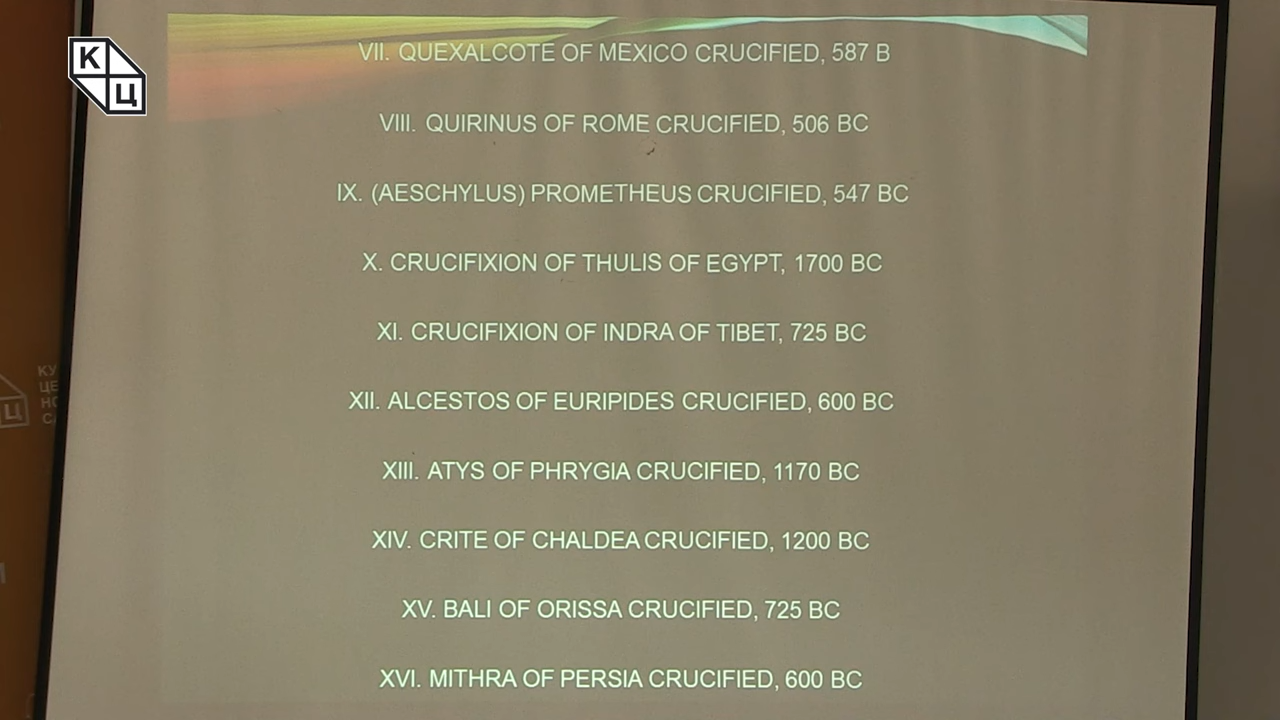 К
Ц
VII. QUEXALCOTE OF MEXICO CRUCIFIED, 587 B
VIII. QUIRINUS OF ROME CRUCIFIED, 506 BC
IX. (AESCHYLUS) PROMETHEUS CRUCIFIED, 547 BC
X. CRUCIFIXION OF THULIS OF EGYPT, 1700 BC
XI. CRUCIFIXION OF INDRA OF TIBET, 725 BC
XII. ALCESTOS OF EURIPIDES CRUCIFIED, 600 BC
XIII. ATYS OF PHRYGIA CRUCIFIED, 1170 BC
XIV. CRITE OF CHALDEA CRUCIFIED, 1200 BC
XV. BALI OF ORISSA CRUCIFIED, 725 BC
XVI. MITHRA OF PERSIA CRUCIFIED, 600 BC